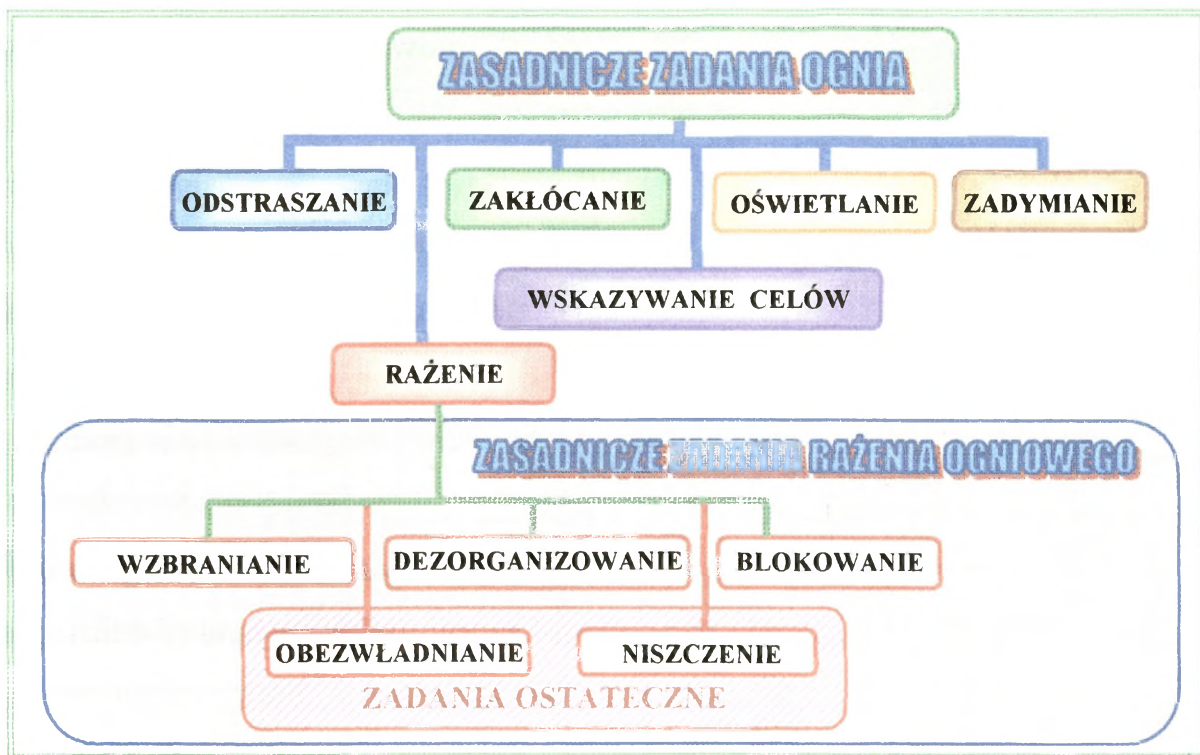 ZASADNICZE ZADANIA OGNIA
ODSTRASZANIE
ZAKŁÓCANIE
OŚWIETLANIE
ZADYMIANIE
WSKAZYWANIE CELÓW
RAŻENIE
ZASADNICZE ZADANIA RAŻENIA OGNIOWEGO
WZBRANIANIE
DEZORGANIZOWANIE
BLOKOWANIE
OBEZWŁADNIANIE
NISZCZENIE
ZADANIA OSTATECZNE